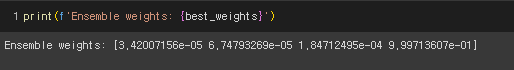 1 print(f'Ensemble weights: {best_weights}')
Ensemble weights: [3.42007156e-05 6.74793269e-05 1.84712495e-04 9.99713607e-01]